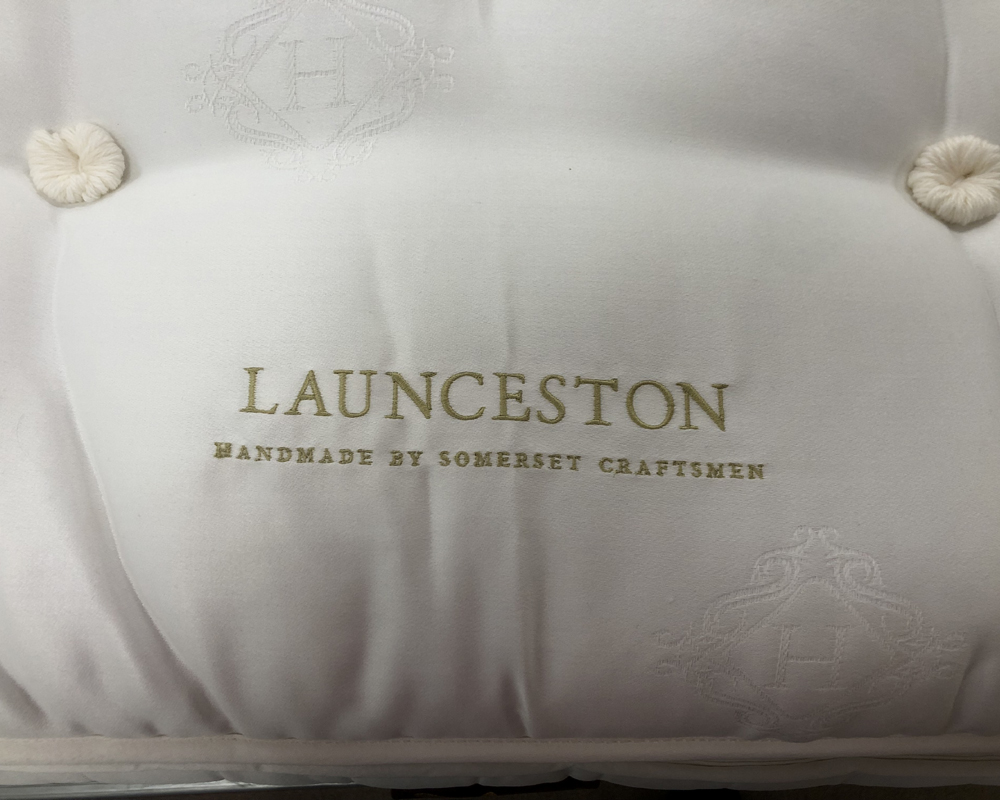 H
LAUNCESTON
HANDMADE BY SOMERSET CRAFTSMEN
H